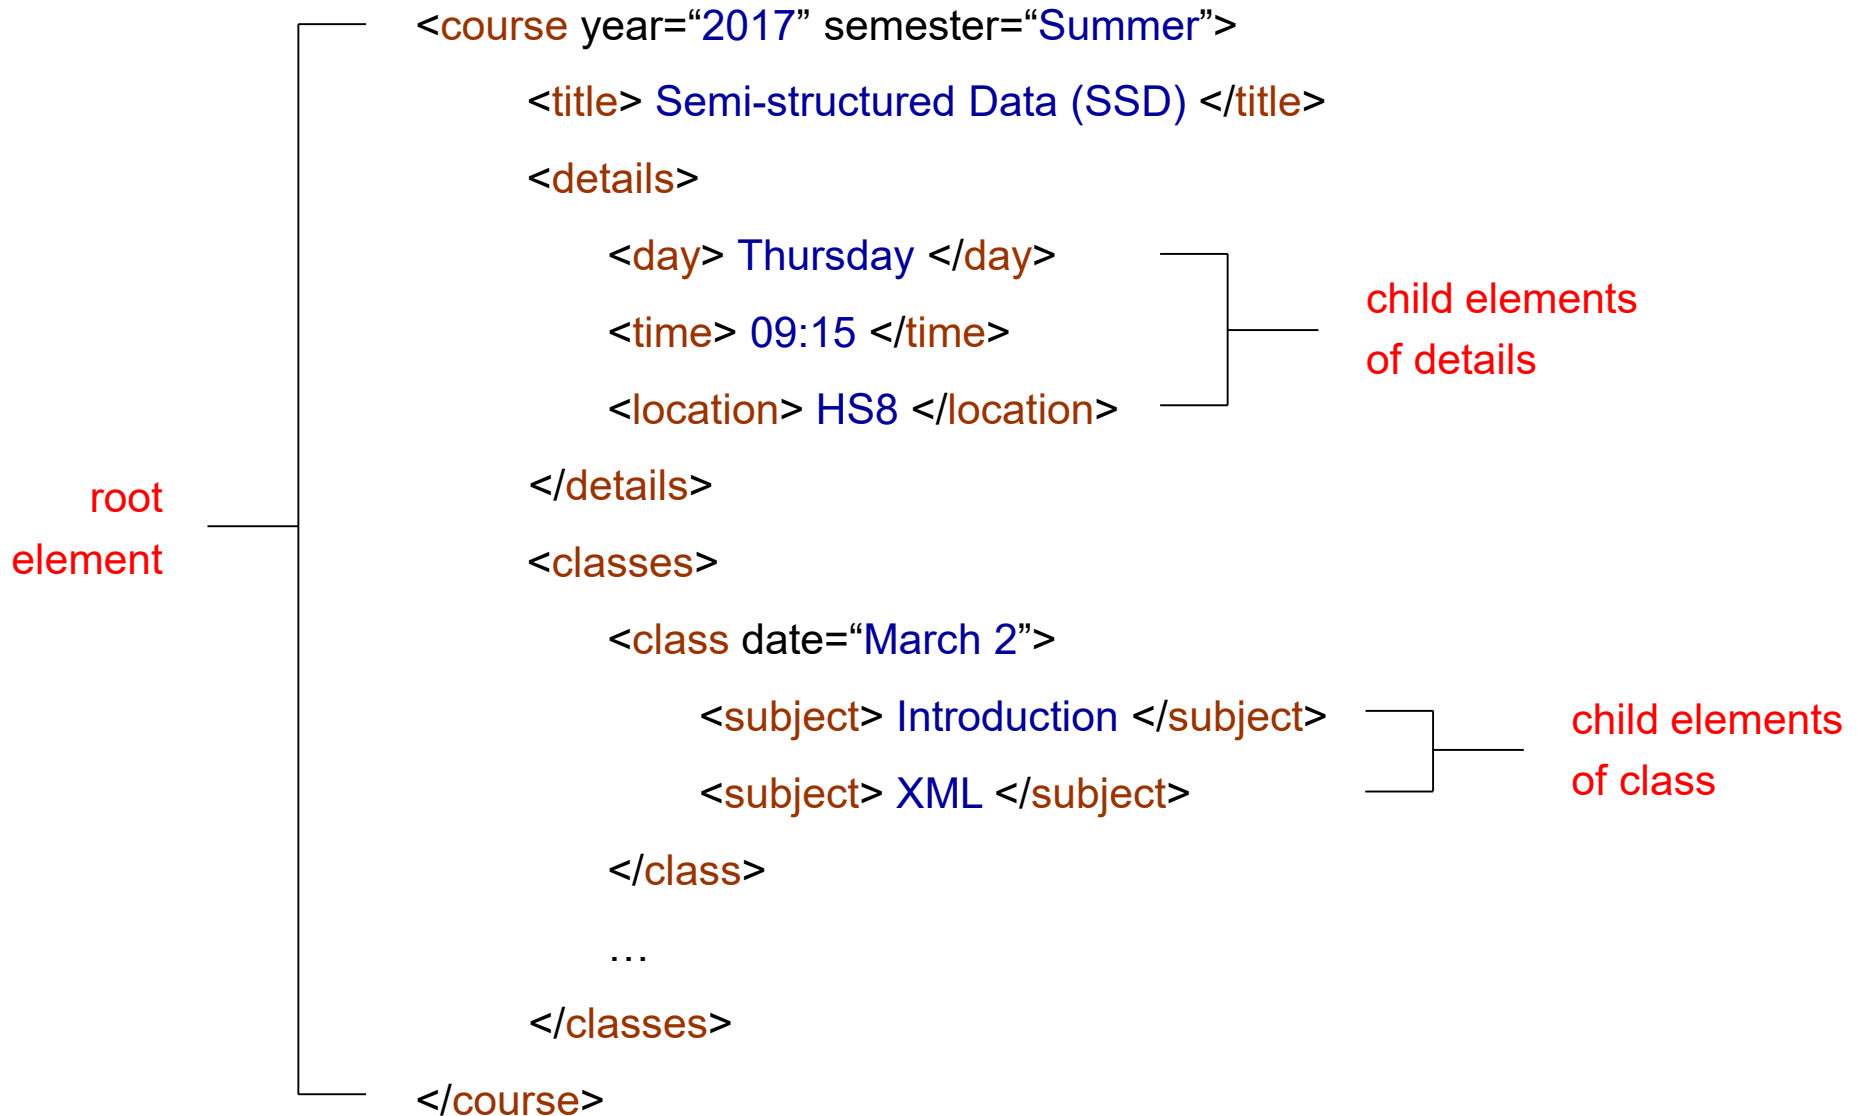 <course year=“2017” semester=“Summer”>
<title> Semi-structured Data (SSD) </title>
<details>
<day> Thursday </day>
<time> 09:15 </time>
<location> HS8 </location>
child elements
of details
</details>
root
element
<classes>
<class date=“March 2”>
<subject> Introduction </subject>
<subject> XML </subject>
child elements
of class
</class>
…
</classes>
</course>